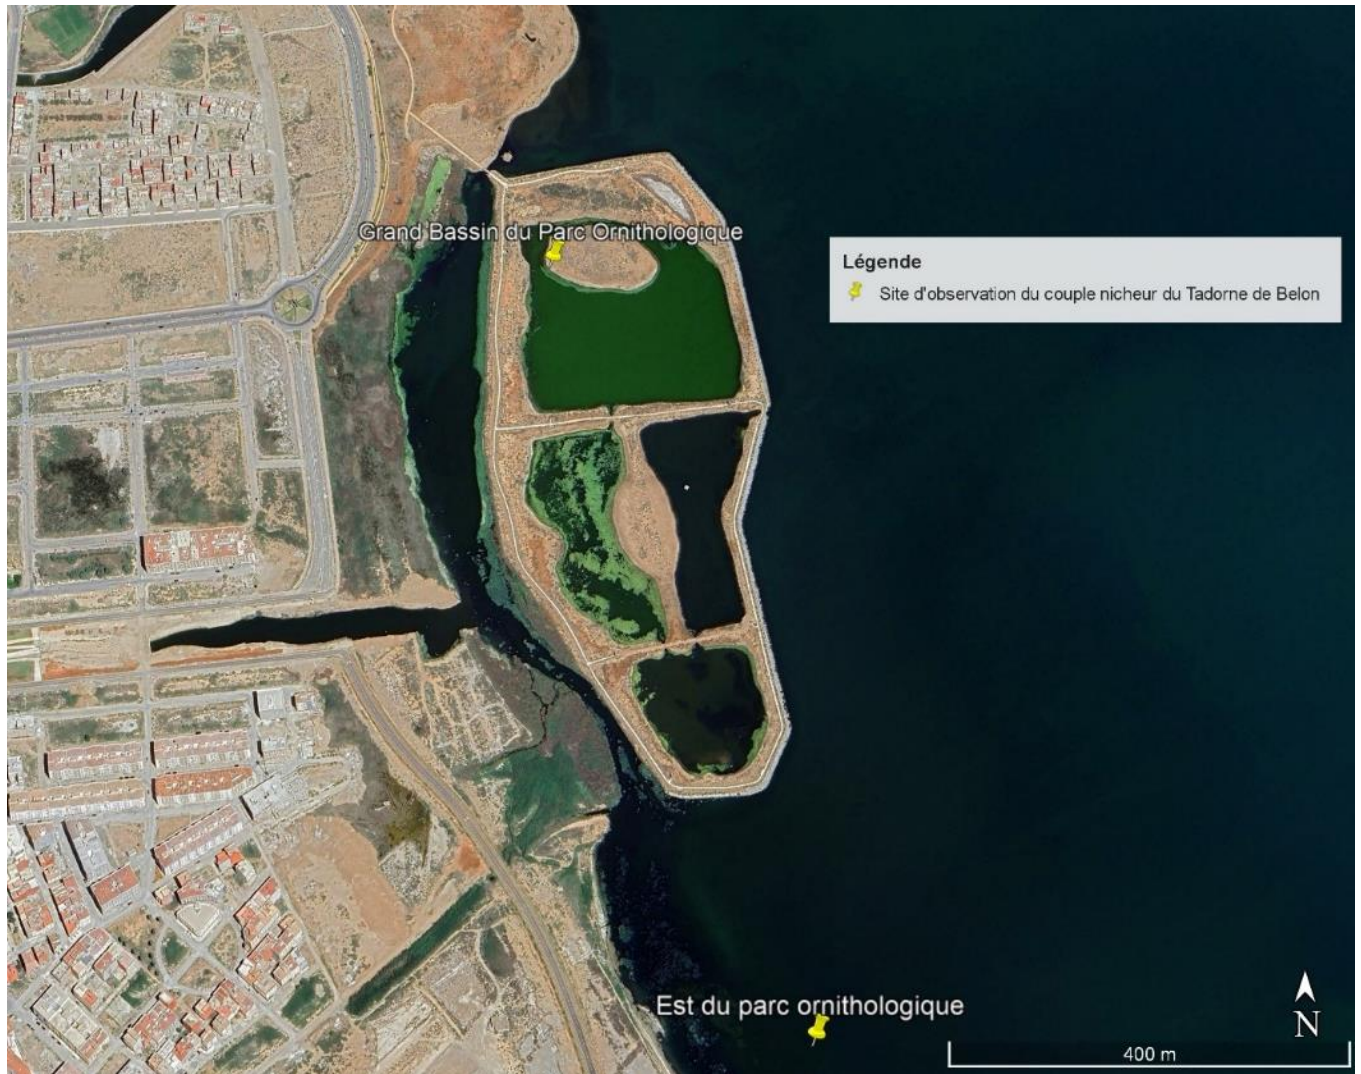 Grand Bassin du Parc Ornithologique
Légende
Site d'observation du couple nicheur du Tadorne de Belon
Est du parc ornithologique
N
400 m